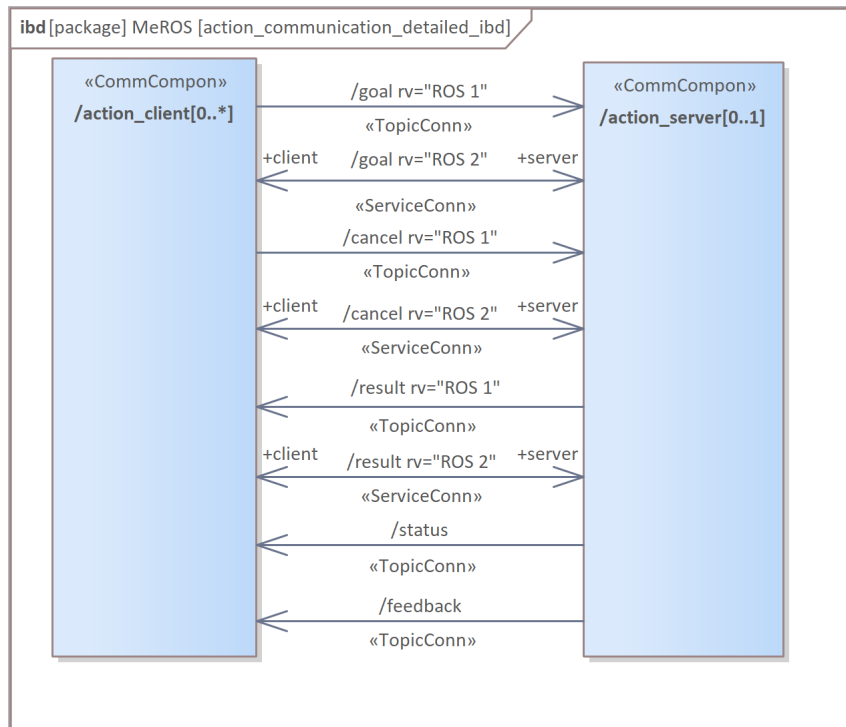 ibd [package] MeROS [action_communication_detailed_ibd]
«CommCompon»
/action_client[0..*]
«CommCompon»
/action_server[0..1]
/goal rv="ROS 1"
«TopicConn»
+client /goal rv="ROS 2" +server
«ServiceConn»
/cancel rv="ROS 1"
«TopicConn»
+client /cancel rv="ROS 2" +server
«ServiceConn»
/result rv="ROS 1"
«TopicConn»
+client /result rv="ROS 2" +server
«ServiceConn»
/status
«TopicConn»
/feedback
«TopicConn»